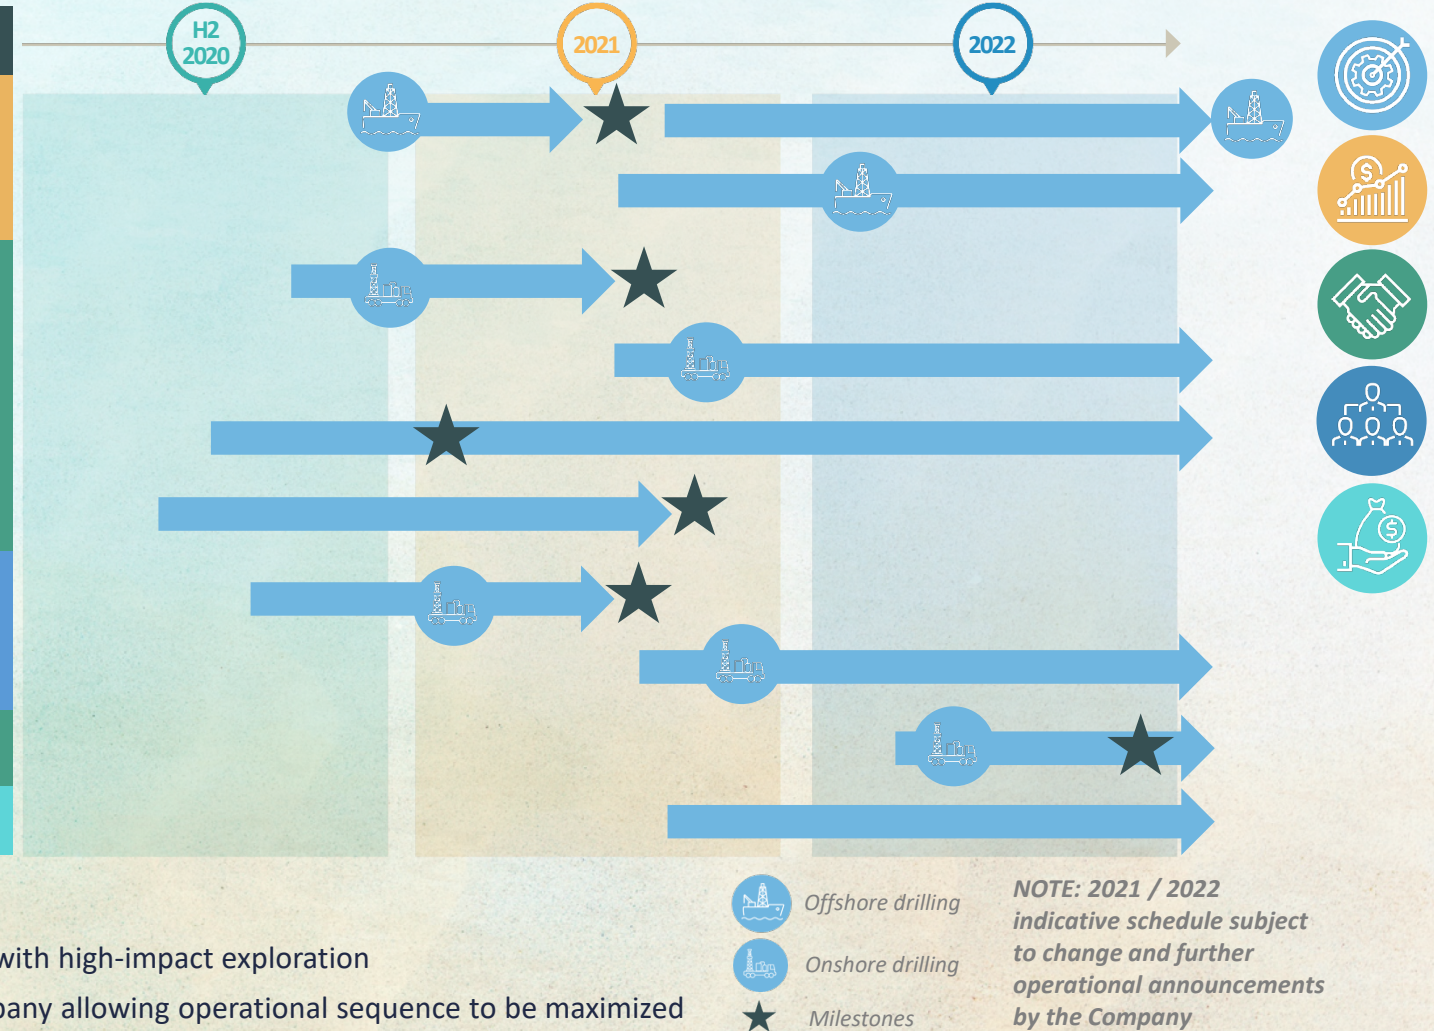 H2
2020
2021
2022
Offshore drilling
Onshore drilling
Milestones
NOTE: 2021 / 2022
indicative schedule subject
to change and further
operational announcements
by the Company
with high-impact exploration
pany allowing operational sequence to be maximized